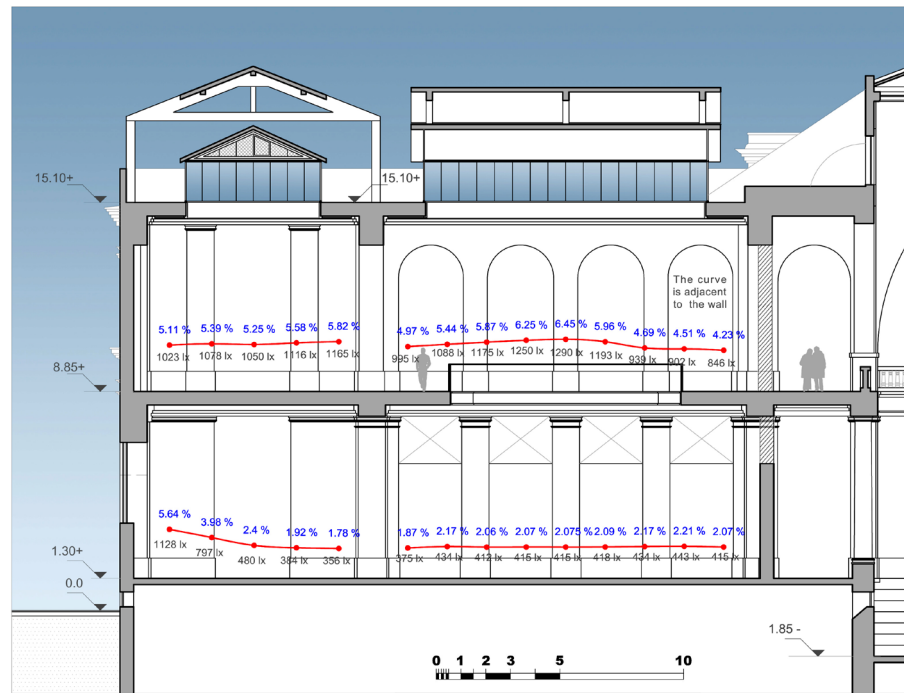 15.10+
15.10+
The curve
is adjacent
to the wall
5.11 % 5.39 % 5.25 % 5.58 % 5.82 % 4.97 % 5.44 % 5.87 % 6.25 % 6.45 % 5.96 % 4.69 % 4.51 % 4.23 %
1023 lx 1078 lx 1050 lx 1116 lx 1165 lx 995 lx 1088 lx 1175 lx 1250 lx 1290 lx 1193 lx 939 lx 902 lx 846 lx
8.85+
5.64 % 3.98 % 2.4 % 1.92 % 1.78 % 1.87 % 2.17 % 2.06 % 2.07 % 2.075 % 2.09 % 2.17 % 2.21 % 2.07 %
1128 lx 797 lx 480 lx 384 lx 356 lx 375 lx 434 lx 412 lx 415 lx 415 lx 418 lx 434 lx 443 lx 415 lx
1.30+
0.0
1.85 -
0 1 2 3 5 10